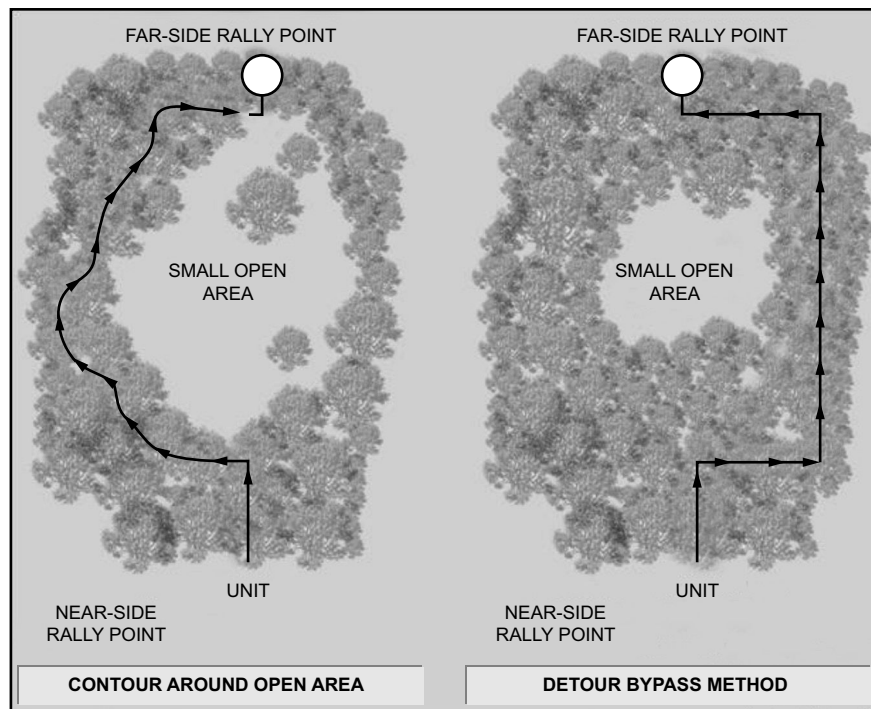 FAR-SIDE RALLY POINT
SMALL OPEN
AREA
UNIT
NEAR-SIDE
RALLY POINT
CONTOUR AROUND OPEN AREA
FAR-SIDE RALLY POINT
SMALL OPEN
AREA
UNIT
NEAR-SIDE
RALLY POINT
DETOUR BYPASS METHOD